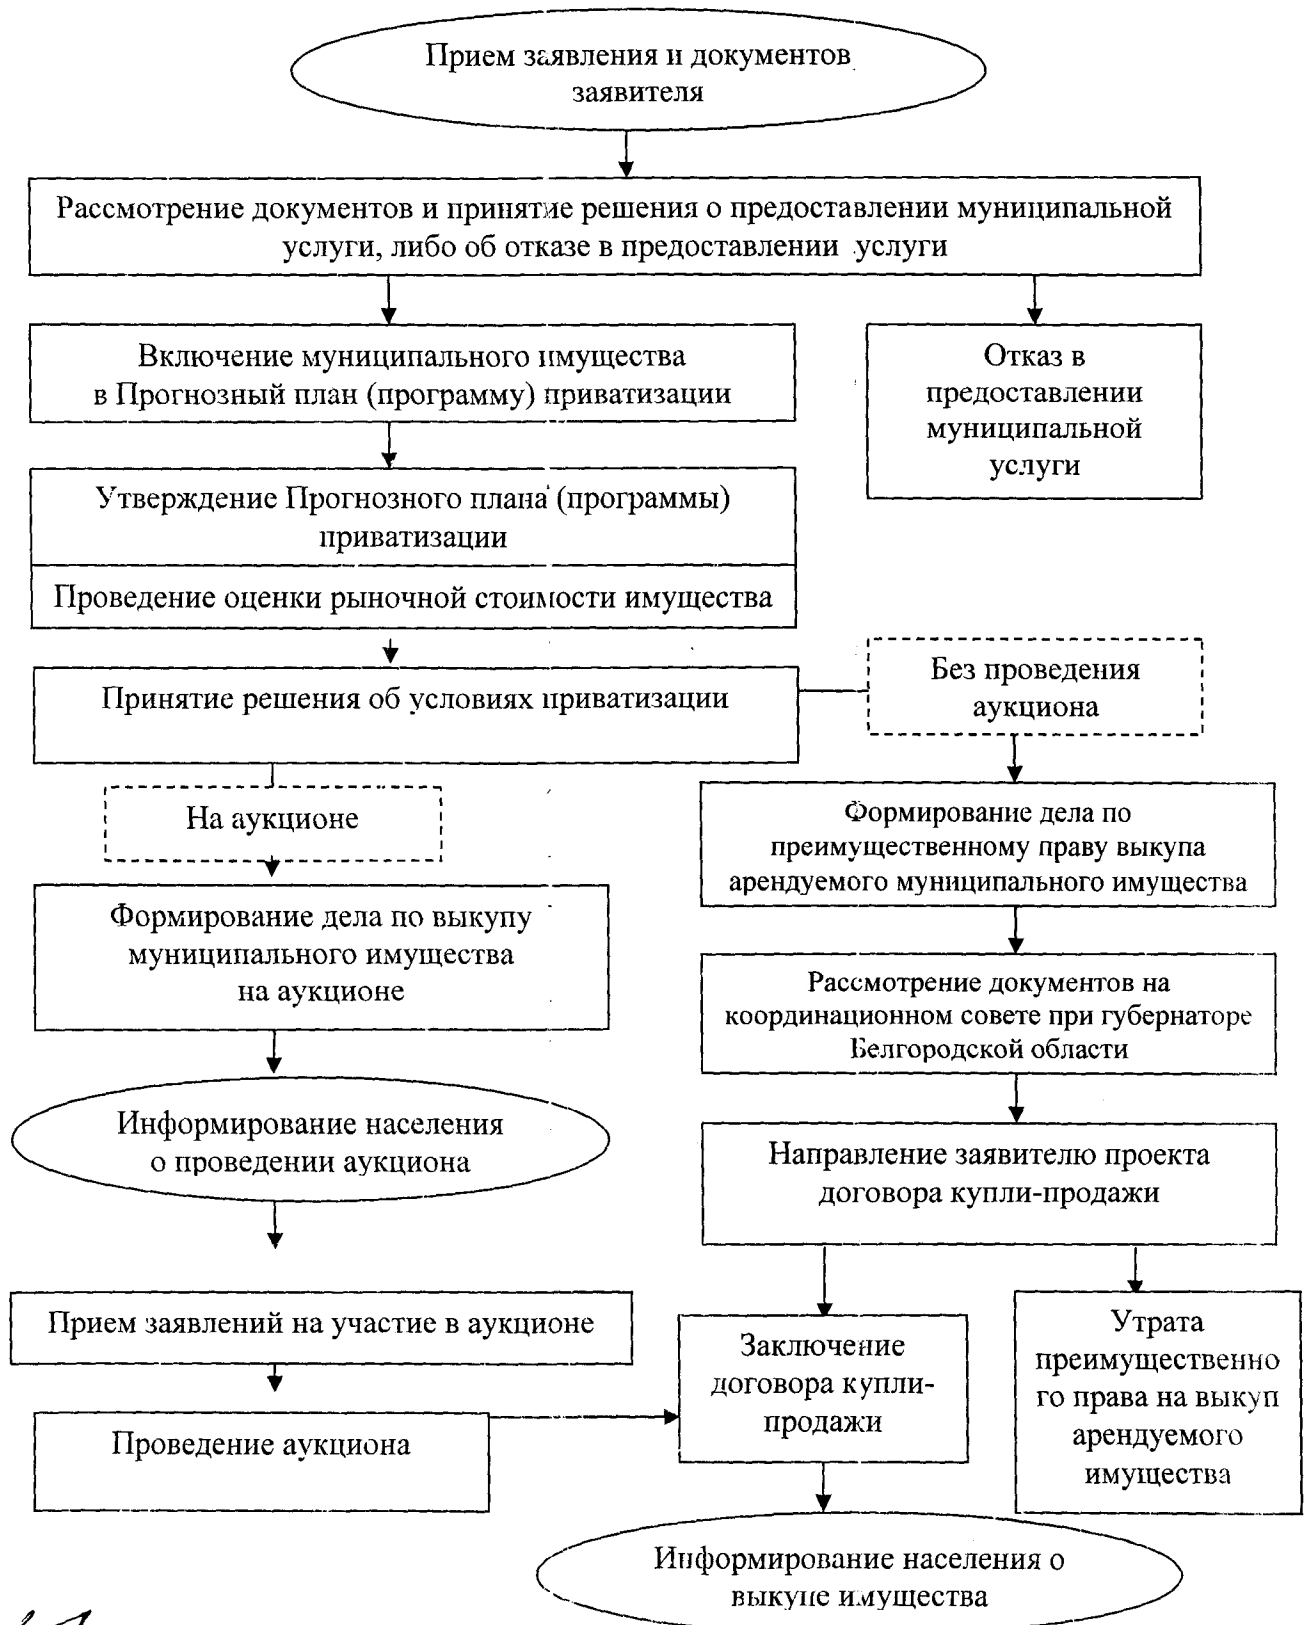 Прием заявления и документов
заявителя
Рассмотрение документов и принятие решения о предоставлении муниципальной
услуги, либо об отказе в предоставлении услуги
Включение муниципального имущества
в Прогнозный план (программу) приватизации
Отказ в
предоставлении
муниципальной
услуги
Утверждение Прогнозного плана (программы)
приватизации
Проведение оценки рыночной стоимости имущества
Принятие решения об условиях приватизации
Без проведения
аукциона
На аукционе
Формирование дела по
преимущественному праву выкупа
арендуемого муниципального имущества
Формирование дела по выкупу
муниципального имущества
на аукционе
Рассмотрение документов на
координационном совете при губернаторе
Белгородской области
Информирование населения
о проведении аукциона
Направление заявителю проекта
договора купли-продажи
Прием заявлений на участие в аукционе
Заключение
договора купли-
продажи
Утрата
преимущественно
го права на выкуп
арендуемого
имущества
Проведение аукциона
Информирование населения о
выкупе имущества